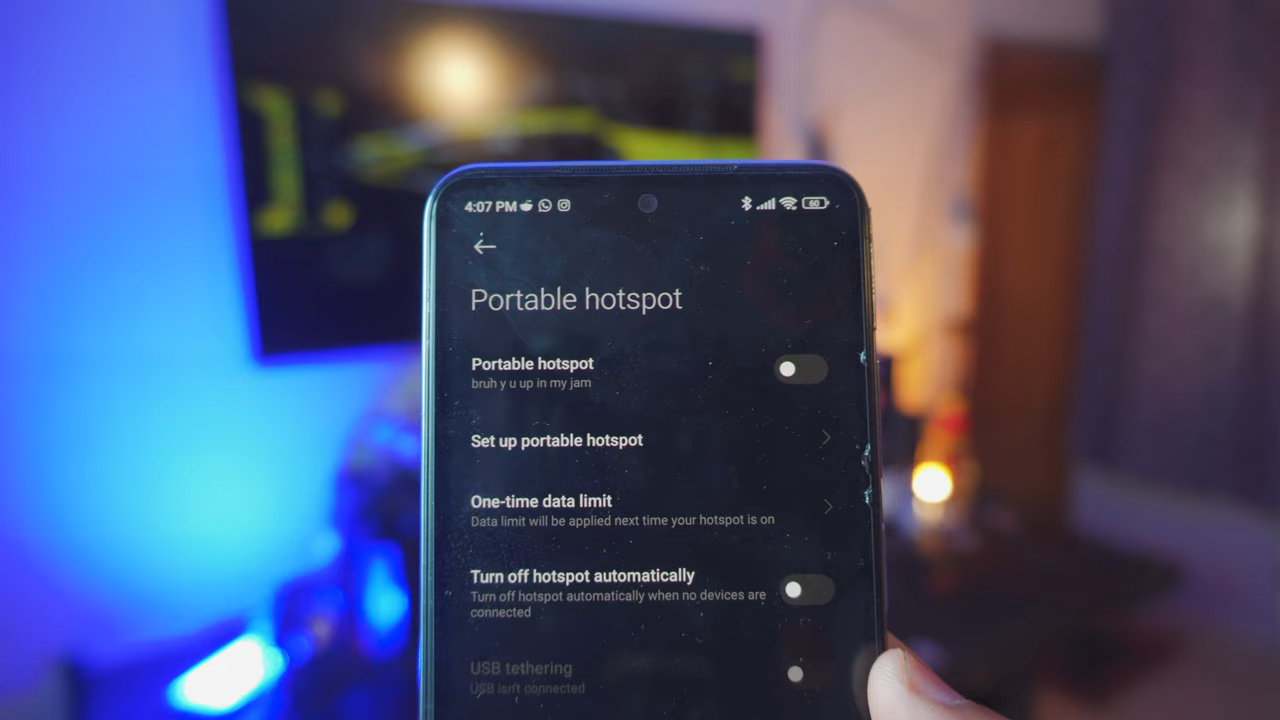 4:07 PM
60
Portable hotspot
Portable hotspot
bruh y u up in my jam
Set up portable hotspot
One-time data limit
Data limit will be applied next time your hotspot is on
Turn off hotspot automatically
Turn off hotspot automatically when no devices are
connected
USB tethering
USB isn't connected